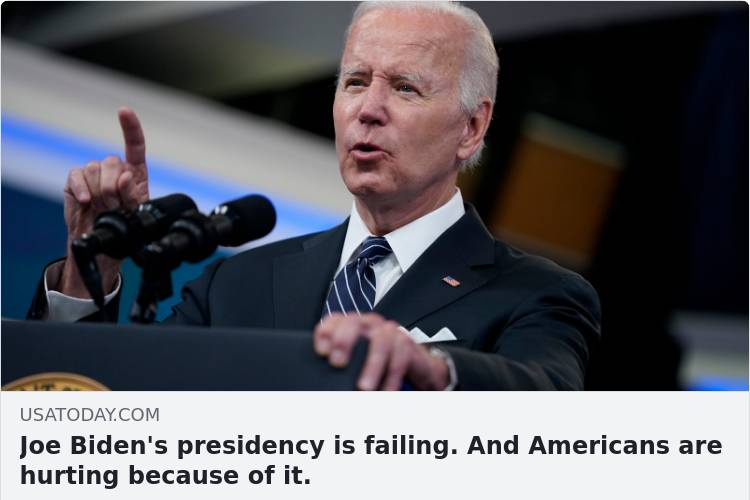 USATODAY.COM
Joe Biden's presidency is failing. And Americans are
hurting because of it.